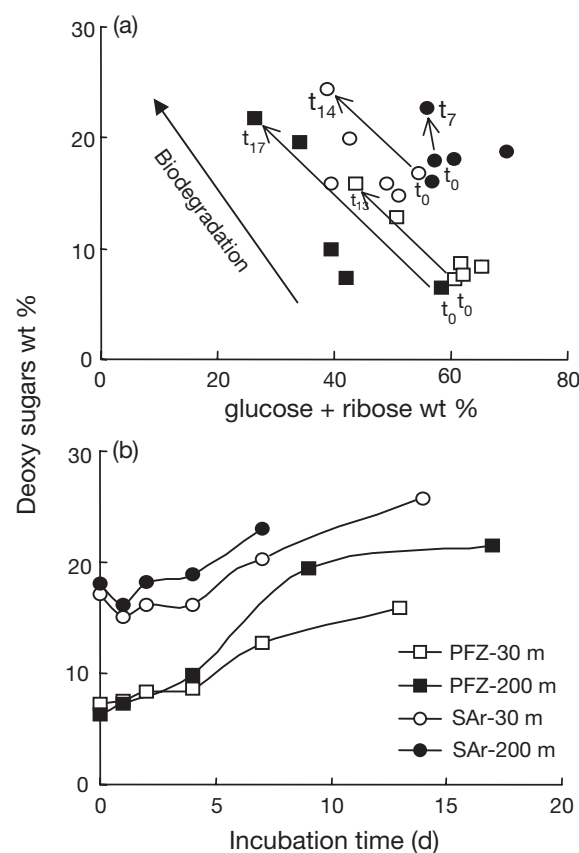 (a)
30
20
10
0
0
20
40
60
80
t14
t7
t17
t0
t0
t13
t0
t0
Biodegradation
glucose + ribose wt %
Deoxy sugars wt %
(b)
30
20
10
0
0
5
10
15
20
PFZ-30 m
PFZ-200 m
SAr-30 m
SAr-200 m
Incubation time (d)